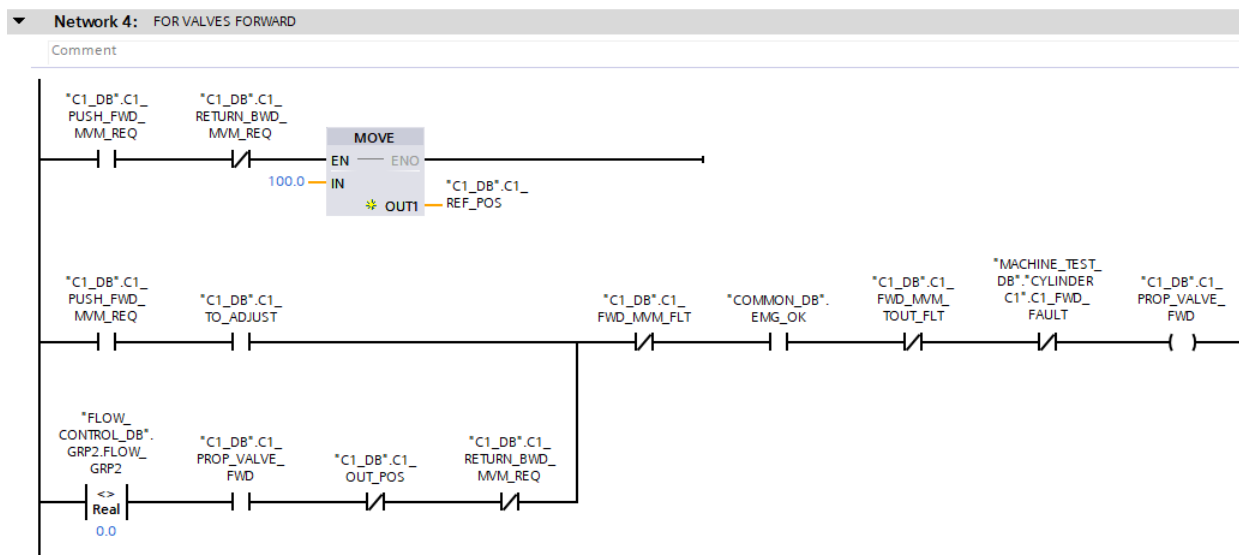 Network 4: FOR VALVES FORWARD
Comment
"C1_DB".C1_
PUSH_FWD_
MVM_REQ
"C1_DB".C1_
RETURN_BWD_
MVM_REQ
MOVE
EN ENO
100.0 IN
OUT1
"C1_DB".C1_
REF_POS
"C1_DB".C1_
PUSH_FWD_
MVM_REQ
"C1_DB".C1_
TO_ADJUST
"C1_DB".C1_
FWD_MVM_FLT
"COMMON_DB".
EMG_OK
"C1_DB".C1_
FWD_MVM_
TOUT_FLT
"MACHINE_TEST_
DB"."CYLINDER
C1".C1_FWD_
FAULT
"C1_DB".C1_
PROP_VALVE_
FWD
"FLOW_
CONTROL_DB".
GRP2.FLOW_
GRP2
<>
Real
0.0
"C1_DB".C1_
PROP_VALVE_
FWD
"C1_DB".C1_
OUT_POS
"C1_DB".C1_
RETURN_BWD_
MVM_REQ